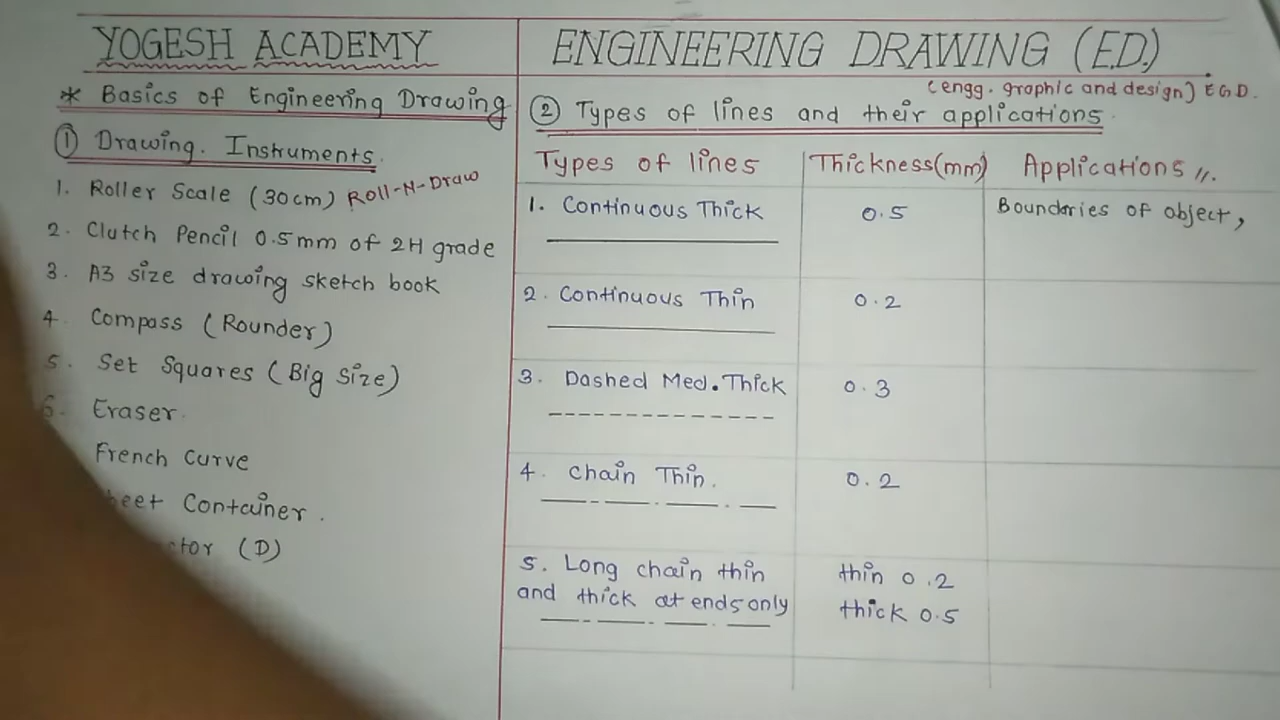 YOGESH ACADEMY
ENGINEERING DRAWING (E.D.)
(engg. graphic and design) EGD.
* Basics of Engineering Drawing
① Drawing. Instruments.
1. Roller Scale (30cm) Roll-N-Draw
2. Clutch Pencil 0.5mm of 2H grade
3. A3 size drawing sketch book
4. Compass (Rounder)
5. Set Squares (Big Size)
6. Eraser.
French Curve
Container.
(D)
② Types of lines and their applications.
Types of lines Thickness(mm) Applications //.
1. Continuous Thick 0.5 Boundaries of object,
2. Continuous Thin 0.2
3. Dashed Med. Thick 0.3
4. Chain Thin. 0.2
5. Long chain thin thin 0.2
and thick at ends only thick 0.5